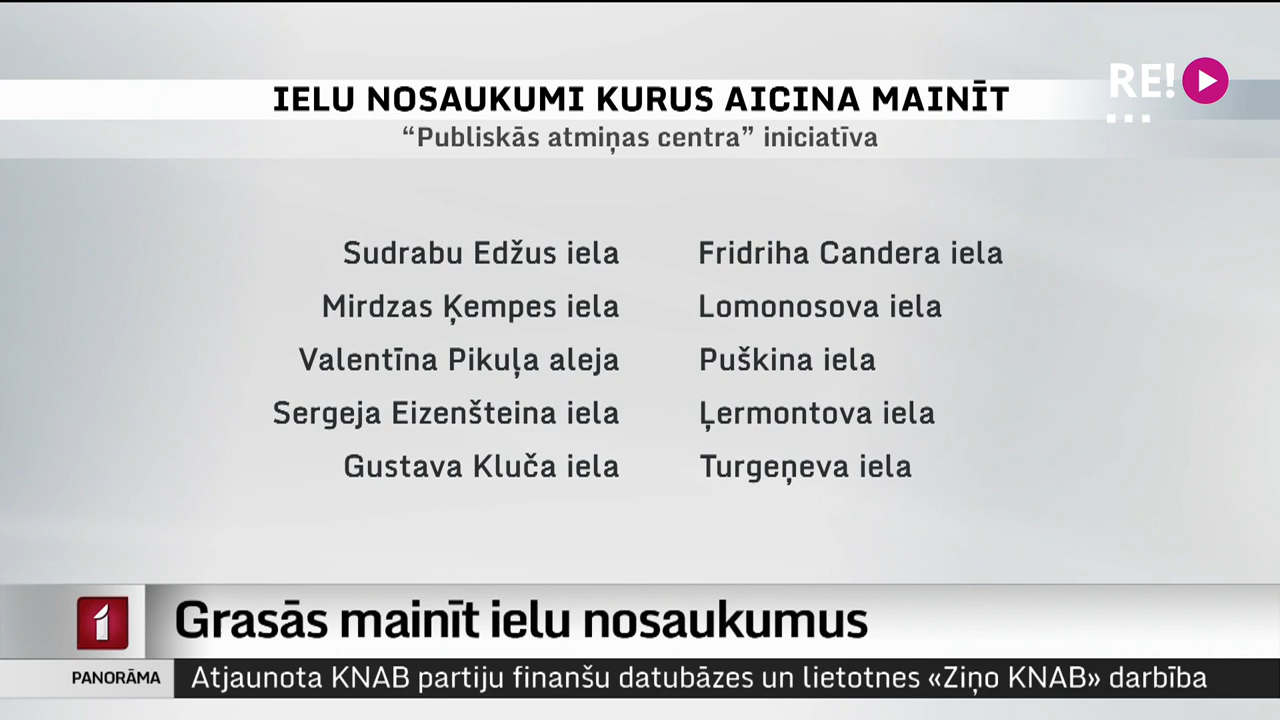 IELU NOSAUKUMI KURUS AICINA MAINĪT
RE!
“Publiskās atmiņas centra” iniciatīva
Sudrabu Edžus iela
Mirdzas Ķempes iela
Valentīna Pikuļa aleja
Sergeja Eizenšteina iela
Gustava Kluča iela
Fridriha Candera iela
Lomonosova iela
Puškina iela
Ļermontova iela
Turgeņeva iela
1
Grasās mainīt ielu nosaukumus
PANORĀMA
Atjaunota KNAB partiju finanšu datubāzes un lietotnes «Ziņo KNAB» darbība